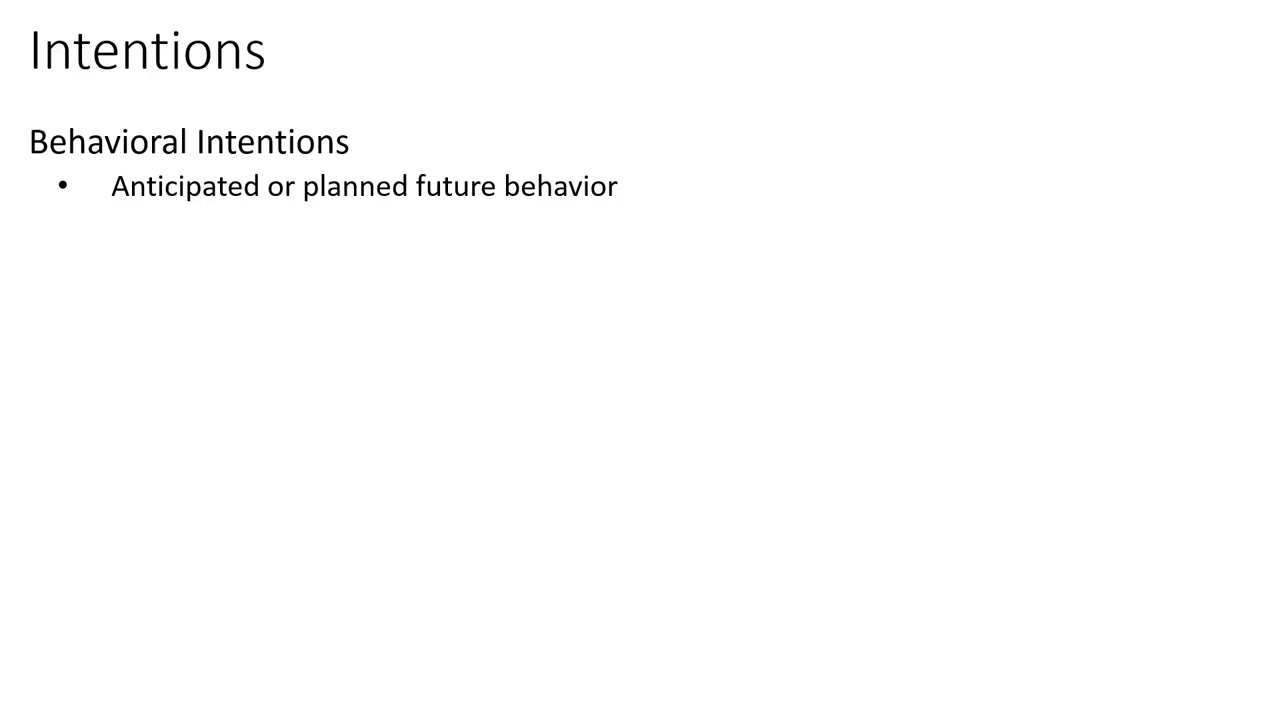 Intentions
Behavioral Intentions
• Anticipated or planned future behavior